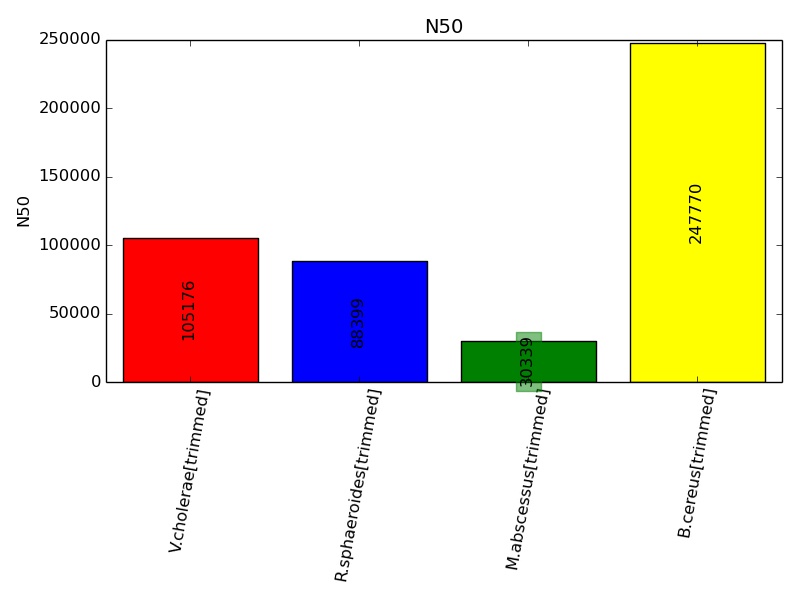 N50
N50
250000
200000
150000
100000
50000
0
105176
88399
30339
247770
V.cholerae[trimmed]
R.sphaeroides[trimmed]
M.abscessus[trimmed]
B.cereus[trimmed]